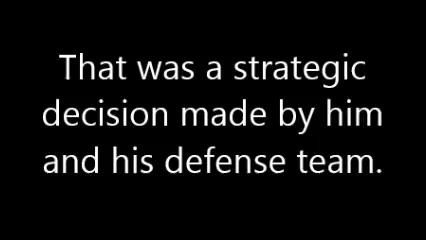 That was a strategic
decision made by him
and his defense team.